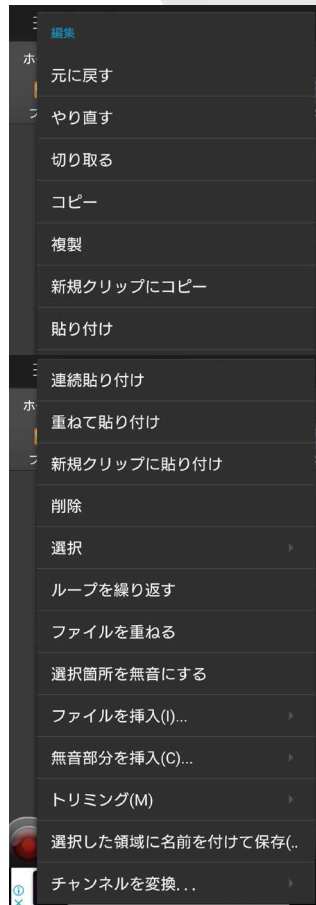 編集
ホ
元に戻す
フ
やり直す
切り取る
コピー
複製
新規クリップにコピー
貼り付け
連続貼り付け
ホ
重ねて貼り付け
フ
新規クリップに貼り付け
削除
選択
ループを繰り返す
ファイルを重ねる
選択箇所を無音にする
ファイルを挿入(I)...
無音部分を挿入(C)...
トリミング(M)
選択した領域に名前を付けて保存(..
チャンネルを変換...